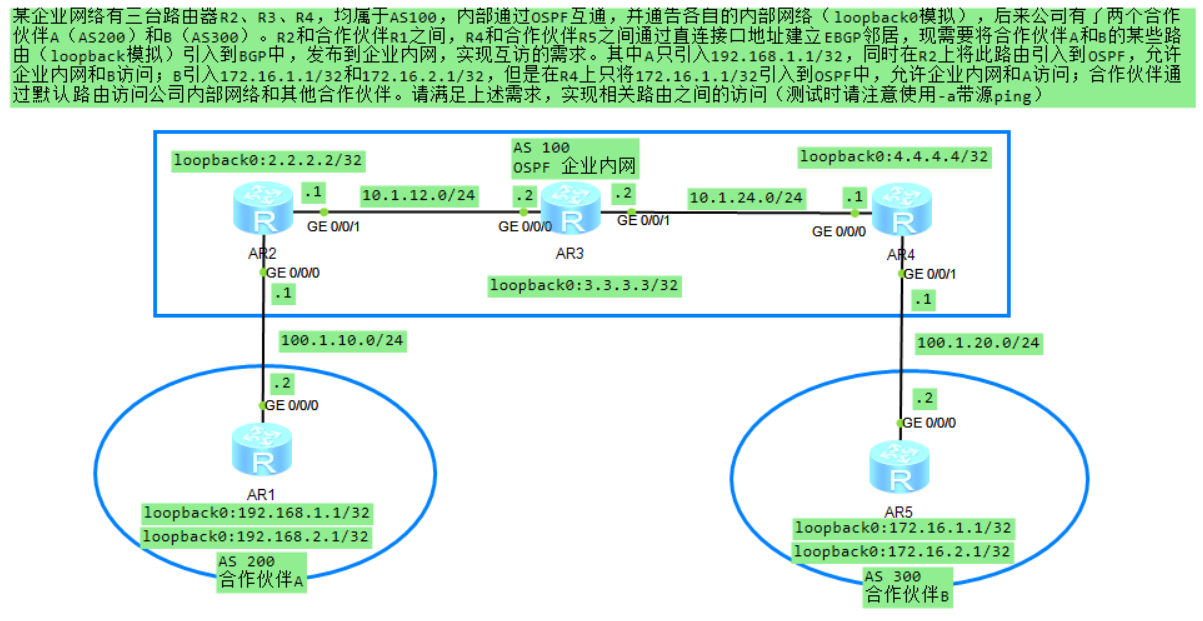 某企业网络有三台路由器R2、R3、R4，均属于AS100，内部通过OSPF互通，并通告各自的内部网络（loopback0模拟），后来公司有了两个合作
伙伴A（AS200）和B（AS300）。R2和合作伙伴R1之间，R4和合作伙伴R5之间通过直连接口地址建立EBGP邻居，现需要将合作伙伴A和B的某些路
由（loopback模拟）引入到BGP中，发布到企业内网，实现互访的需求。其中A只引入192.168.1.1/32，同时在R2上将此路由引入到OSPF，允许
企业内网和B访问；B引入172.16.1.1/32和172.16.2.1/32，但是在R4上只将172.16.1.1/32引入到OSPF中，允许企业内网和A访问；合作伙伴通
过默认路由访问公司内部网络和其他合作伙伴。请满足上述需求，实现相关路由之间的访问（测试时请注意使用-a带源ping）
AS 100
OSPF 企业内网
loopback0:2.2.2.2/32
loopback0:4.4.4.4/32
.1
10.1.12.0/24
.2
.2
10.1.24.0/24
.1
R
R
R
GE 0/0/1
GE 0/0/0
GE 0/0/1
GE 0/0/0
AR2
AR3
AR4
GE 0/0/0
GE 0/0/1
.1
loopback0:3.3.3.3/32
.1
100.1.10.0/24
100.1.20.0/24
.2
GE 0/0/0
.2
GE 0/0/0
R
R
AR1
AR5
loopback0:192.168.1.1/32
loopback0:192.168.2.1/32
loopback0:172.16.1.1/32
loopback0:172.16.2.1/32
AS 200
合作伙伴A
AS 300
合作伙伴B